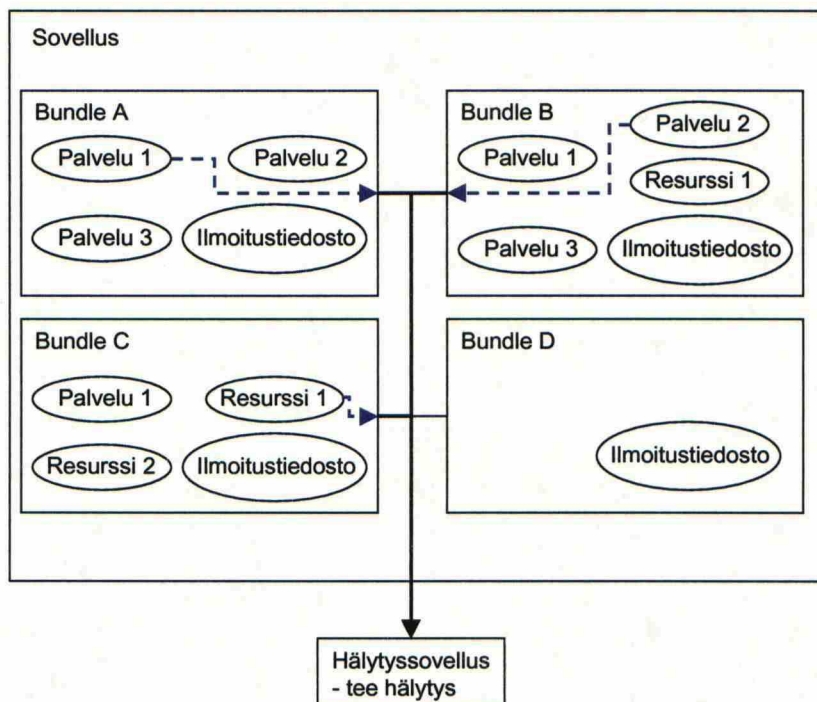 Sovellus
Bundle A
Palvelu 1
Palvelu 2
Palvelu 3
Ilmoitustiedosto
Bundle B
Palvelu 1
Palvelu 2
Resurssi 1
Palvelu 3
Ilmoitustiedosto
Bundle C
Palvelu 1
Resurssi 1
Resurssi 2
Ilmoitustiedosto
Bundle D
Ilmoitustiedosto
Hälytyssovellus
- tee hälytys